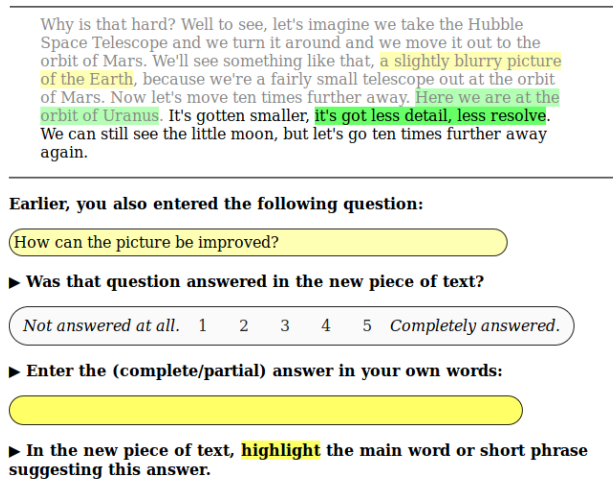 Why is that hard? Well to see, let's imagine we take the Hubble
Space Telescope and we turn it around and we move it out to the
orbit of Mars. We'll see something like that, a slightly blurry picture
of the Earth, because we're a fairly small telescope out at the orbit
of Mars. Now let's move ten times further away. Here we are at the
orbit of Uranus. It's gotten smaller, it's got less detail, less resolve.
We can still see the little moon, but let's go ten times further away
again.
Earlier, you also entered the following question:
How can the picture be improved?
▶ Was that question answered in the new piece of text?
Not answered at all. 1 2 3 4 5 Completely answered.
▶ Enter the (complete/partial) answer in your own words:
▶ In the new piece of text, highlight the main word or short phrase
suggesting this answer.